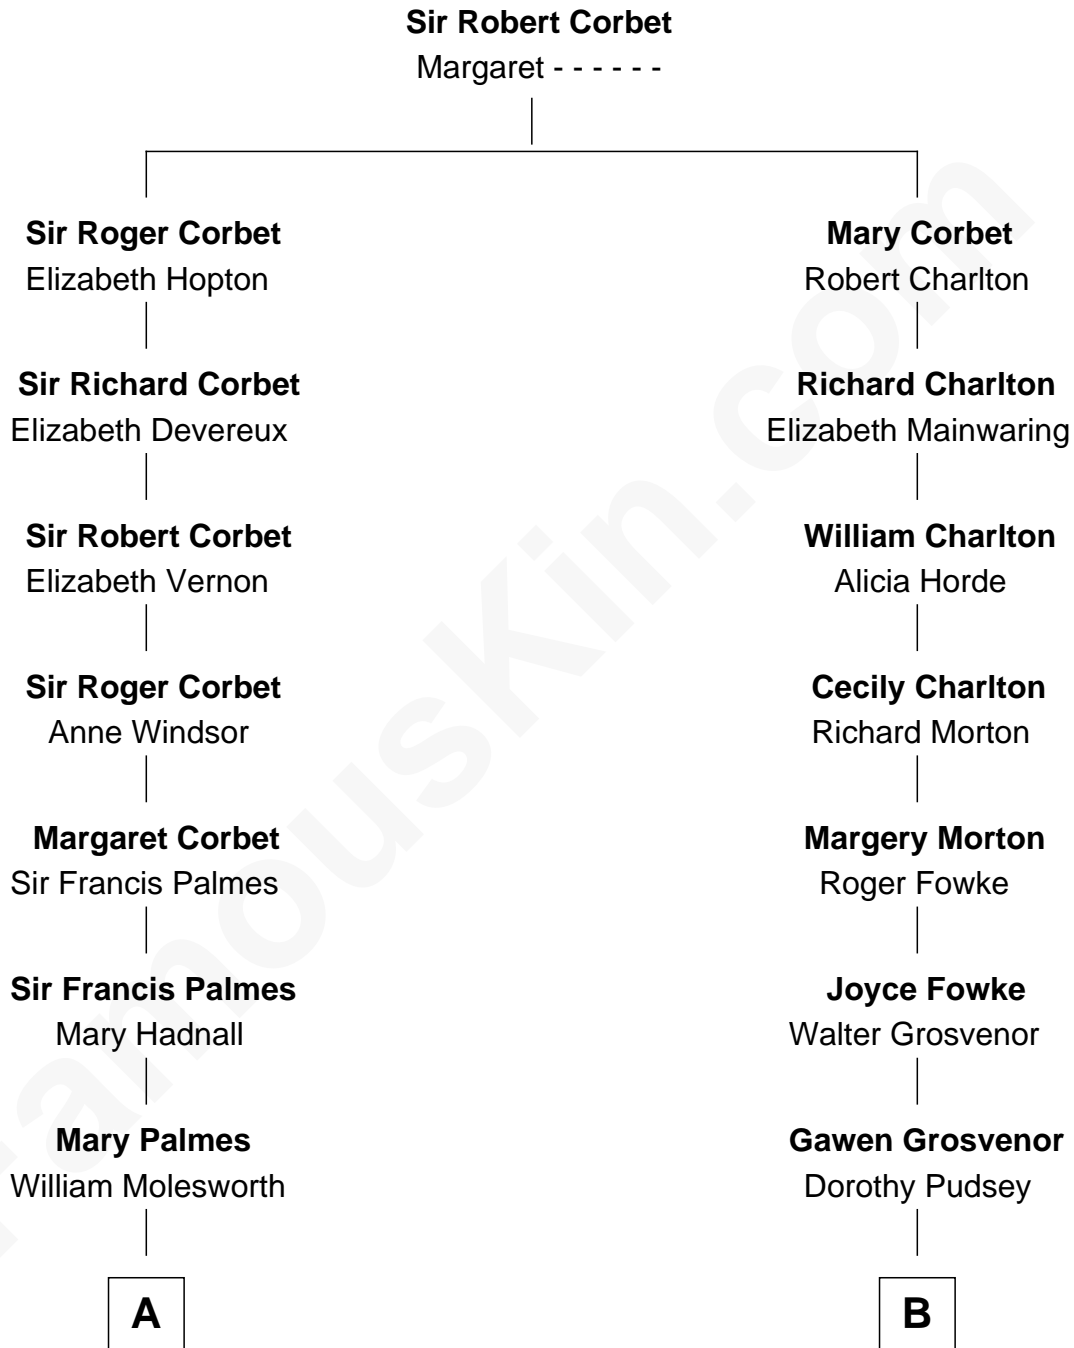 Sir Robert Corbet
Margaret - - - - - -
Sir Roger Corbet
Elizabeth Hopton
Mary Corbet
Robert Charlton
Sir Richard Corbet
Elizabeth Devereux
Richard Charlton
Elizabeth Mainwaring
Sir Robert Corbet
Elizabeth Vernon
William Charlton
Alicia Horde
Sir Roger Corbet
Anne Windsor
Cecily Charlton
Richard Morton
Margaret Corbet
Sir Francis Palmes
Margery Morton
Roger Fowke
Sir Francis Palmes
Mary Hadnall
Joyce Fowke
Walter Grosvenor
Mary Palmes
William Molesworth
Gawen Grosvenor
Dorothy Pudsey
A
B
FamousKin.com